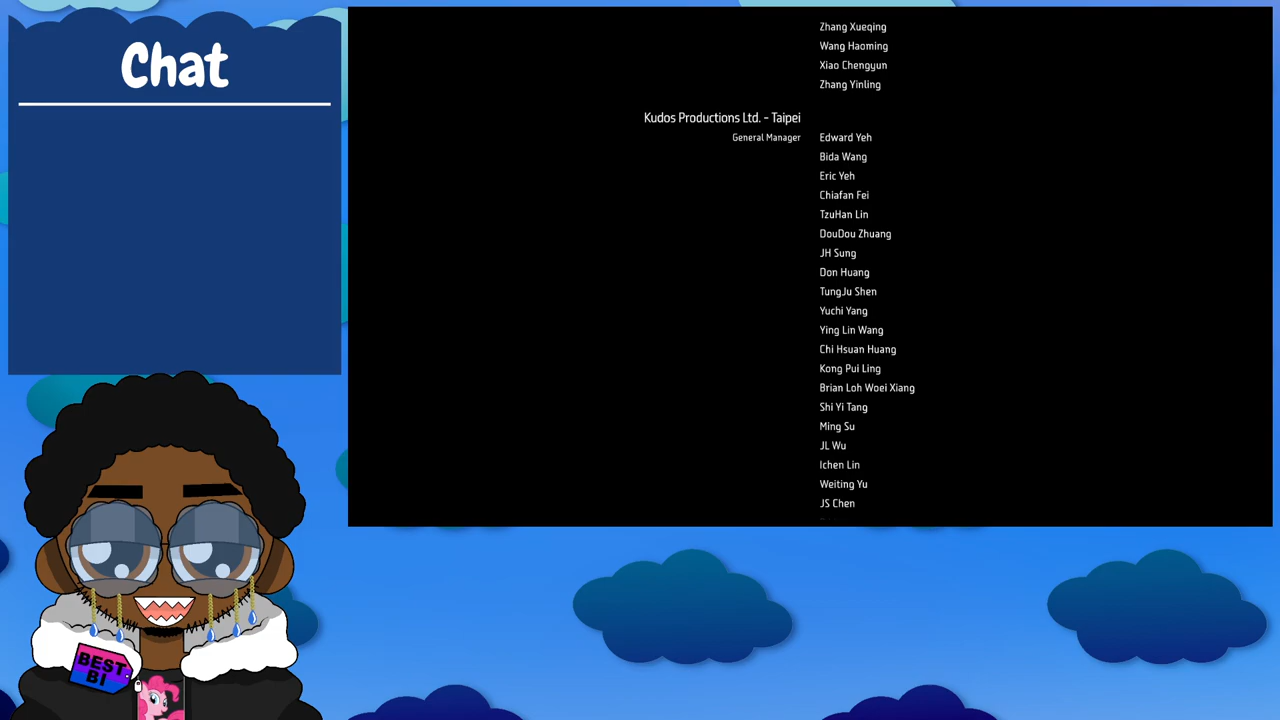 Chat
Zhang Xueqing
Wang Haoming
Xiao Chengyun
Zhang Yinling
Kudos Productions Ltd. - Taipei
General Manager Edward Yeh
Bida Wang
Eric Yeh
Chiafan Fei
TzuHan Lin
DouDou Zhuang
JH Sung
Don Huang
TungJu Shen
Yuchi Yang
Ying Lin Wang
Chi Hsuan Huang
Kong Pui Ling
Brian Loh Woei Xiang
Shi Yi Tang
Ming Su
JL Wu
Ichen Lin
Weiting Yu
JS Chen
BEST
BI